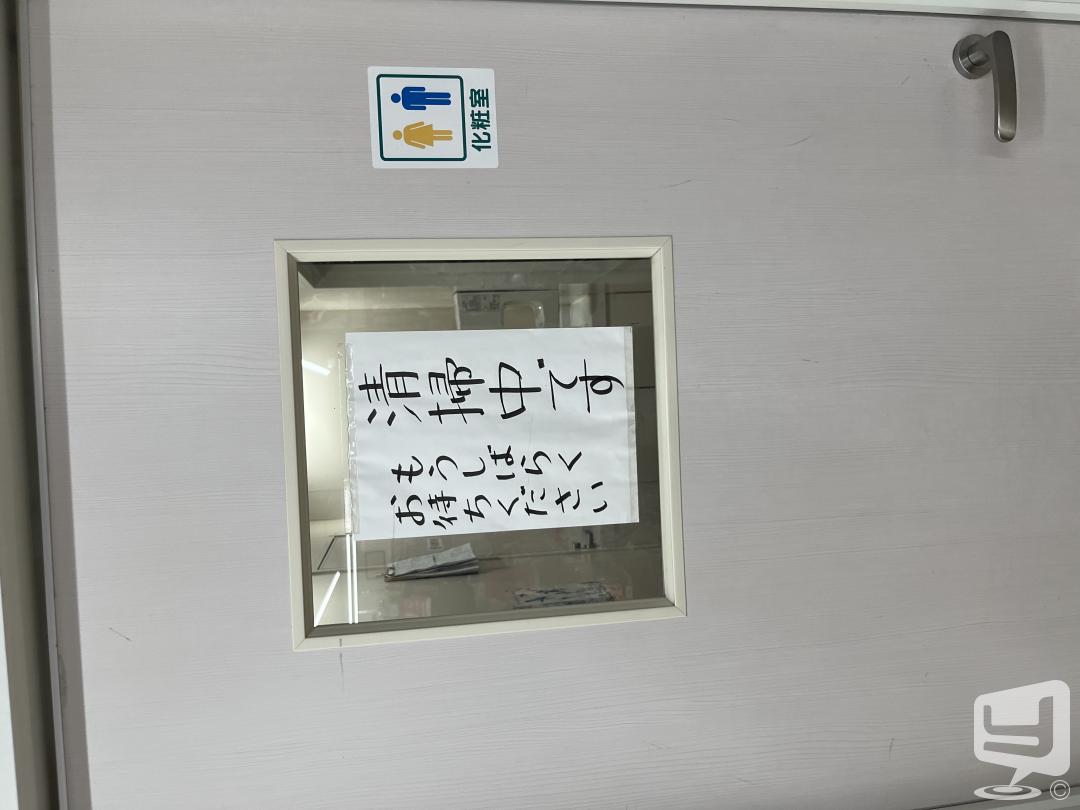 化粧室
清掃中です
もうしばらく
お待ちください